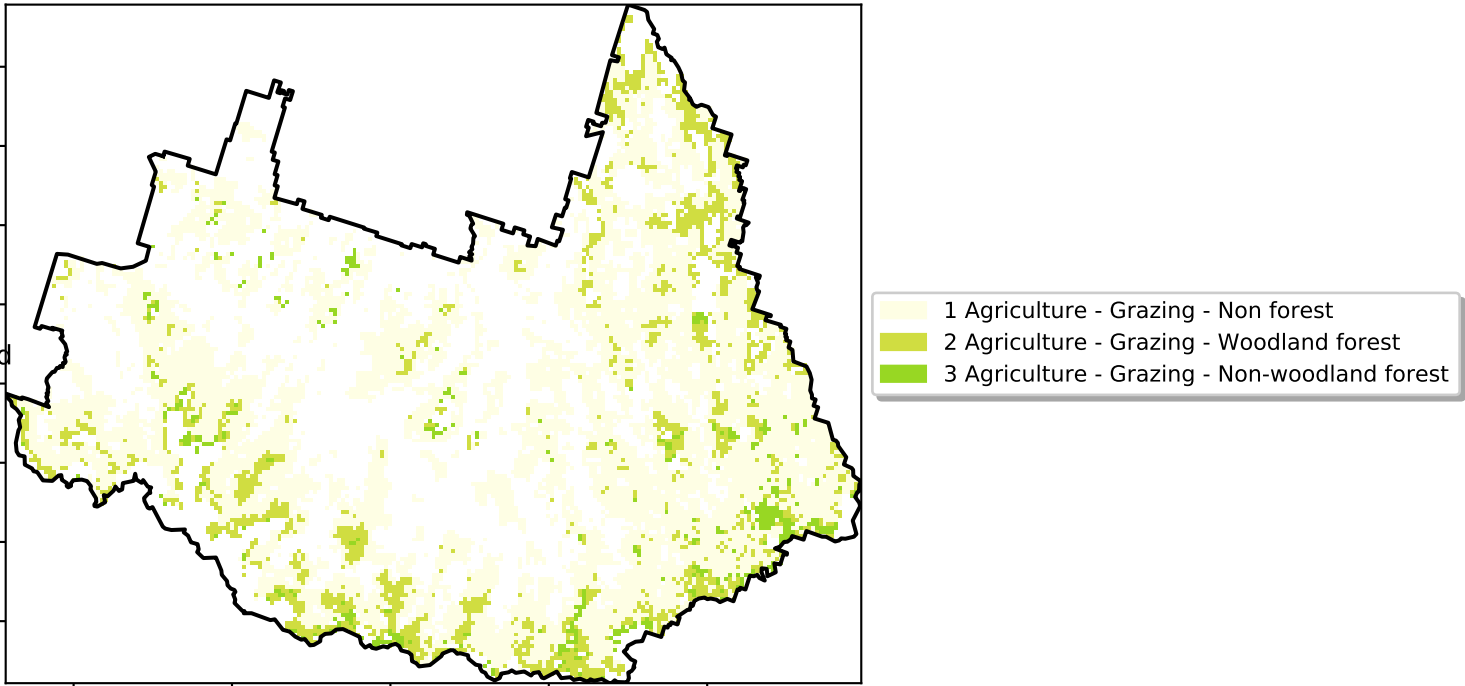 d
1 Agriculture - Grazing - Non forest
2 Agriculture - Grazing - Woodland forest
3 Agriculture - Grazing - Non-woodland forest